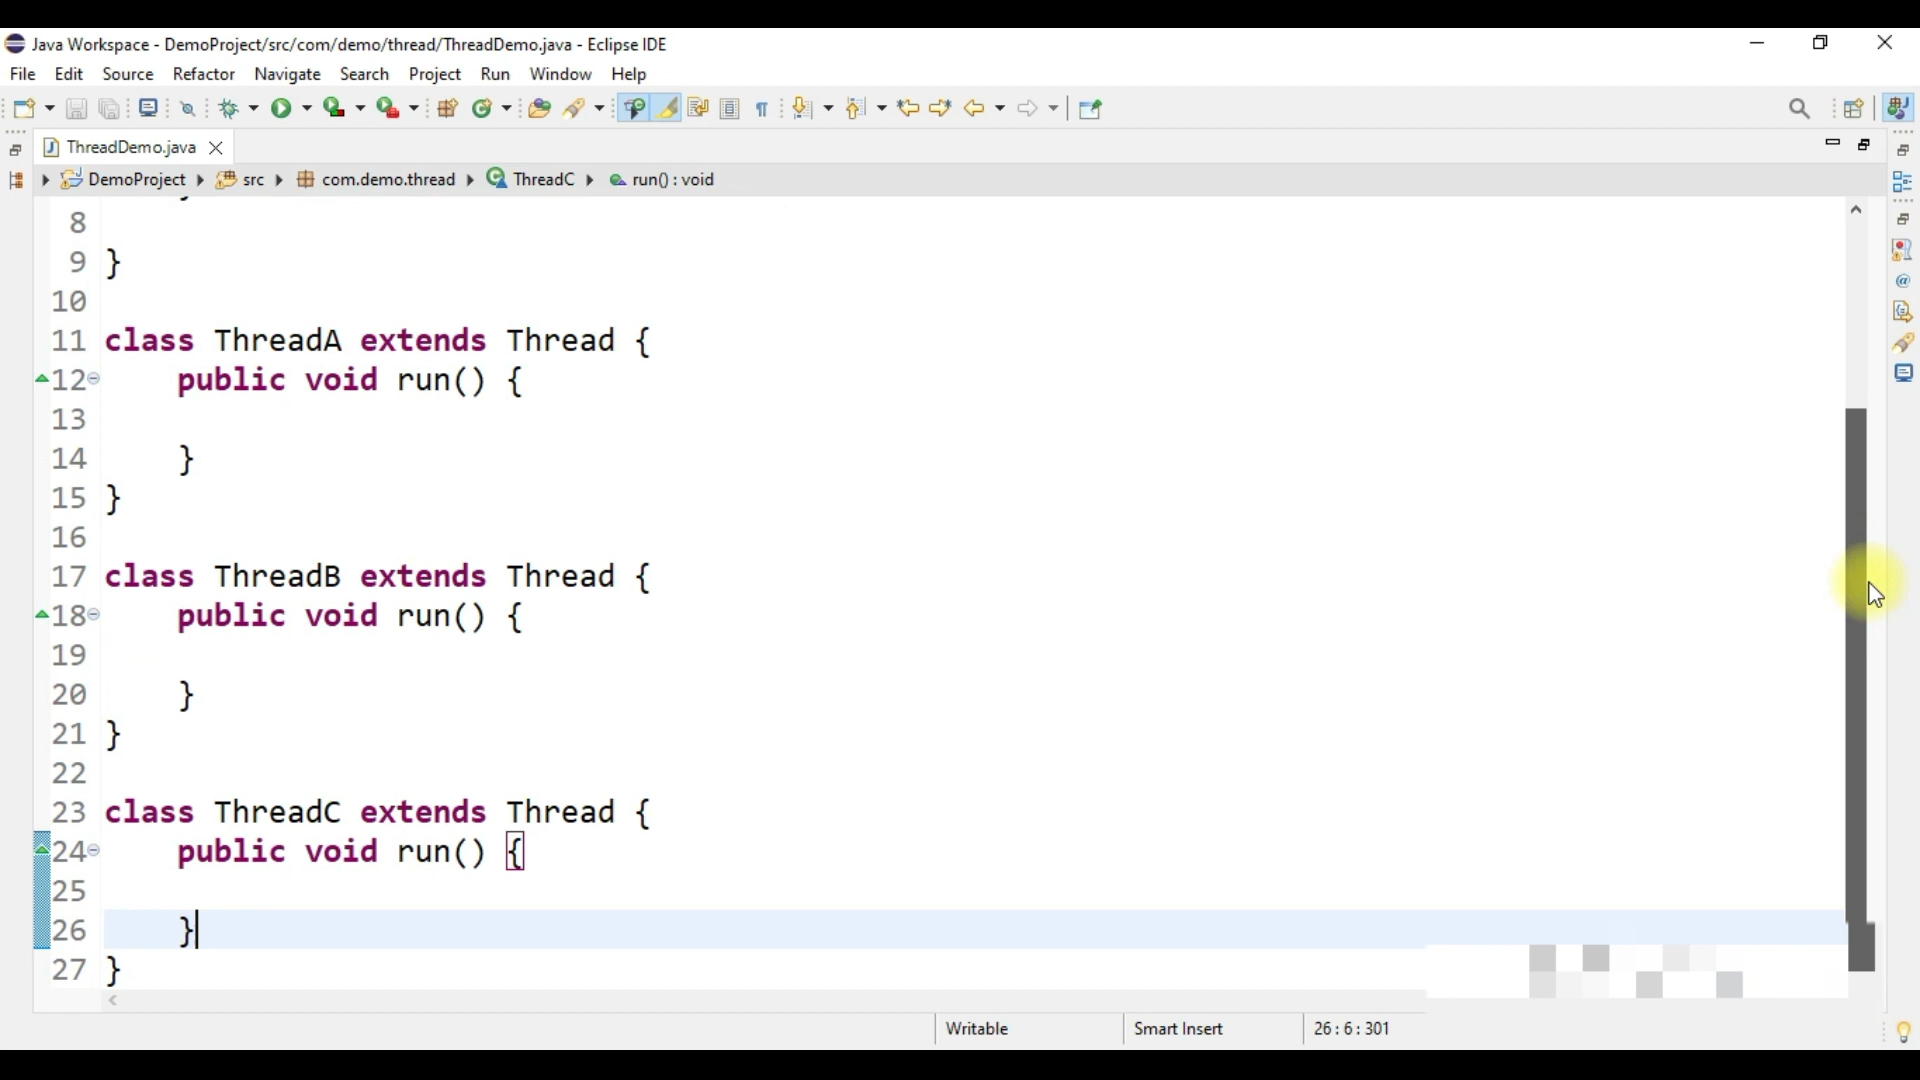 Java Workspace - DemoProject/src/com/demo/thread/ThreadDemo.java - Eclipse IDE
File Edit Source Refactor Navigate Search Project Run Window Help
ThreadDemo.java
DemoProject src com.demo.thread ThreadC run() : void
8
9 }
10
11 class ThreadA extends Thread {
12 public void run() {
13
14 }
15 }
16
17 class ThreadB extends Thread {
18 public void run() {
19
20 }
21 }
22
23 class ThreadC extends Thread {
24 public void run() {
25
26 }
27 }
Writable Smart Insert 26 : 6 : 301